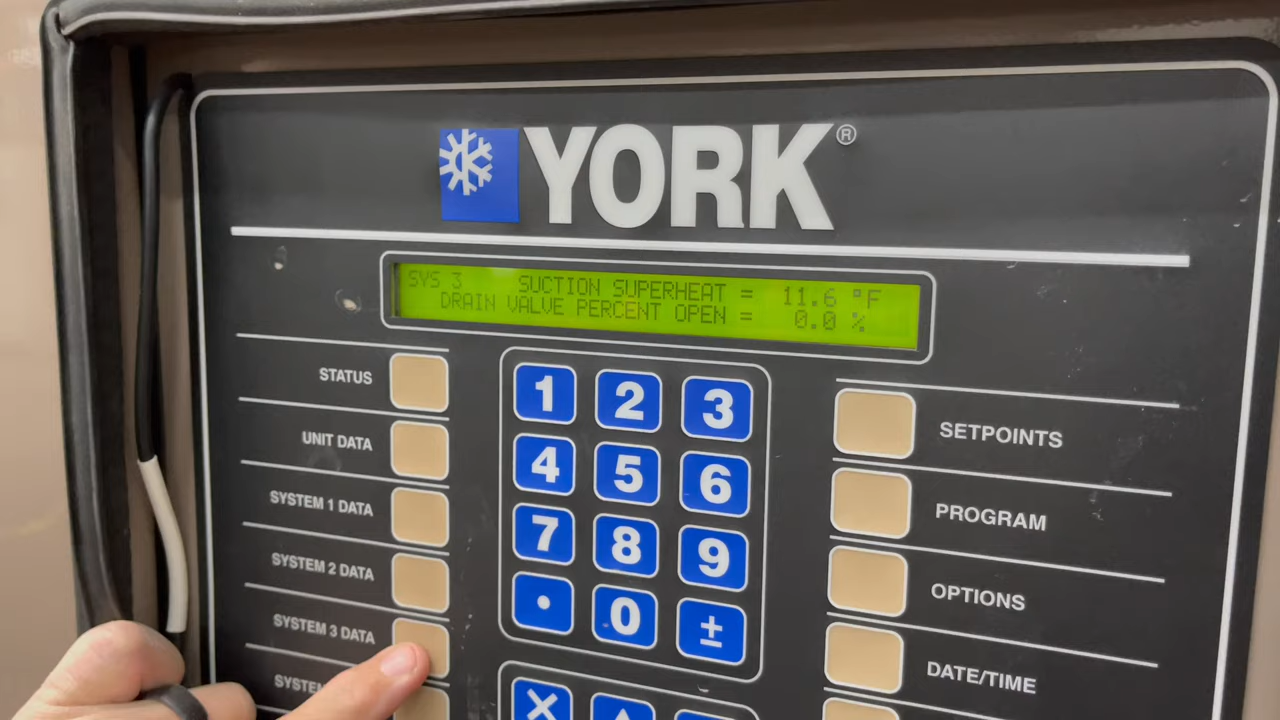 YORK®
SYS 3 SUCTION SUPERHEAT = 11.6 °F
DRAIN VALVE PERCENT OPEN = 0.0 %
STATUS
UNIT DATA
SYSTEM 1 DATA
SYSTEM 2 DATA
SYSTEM 3 DATA
1 2 3
4 5 6
7 8 9
• 0 ±
SETPOINTS
PROGRAM
OPTIONS
DATE/TIME